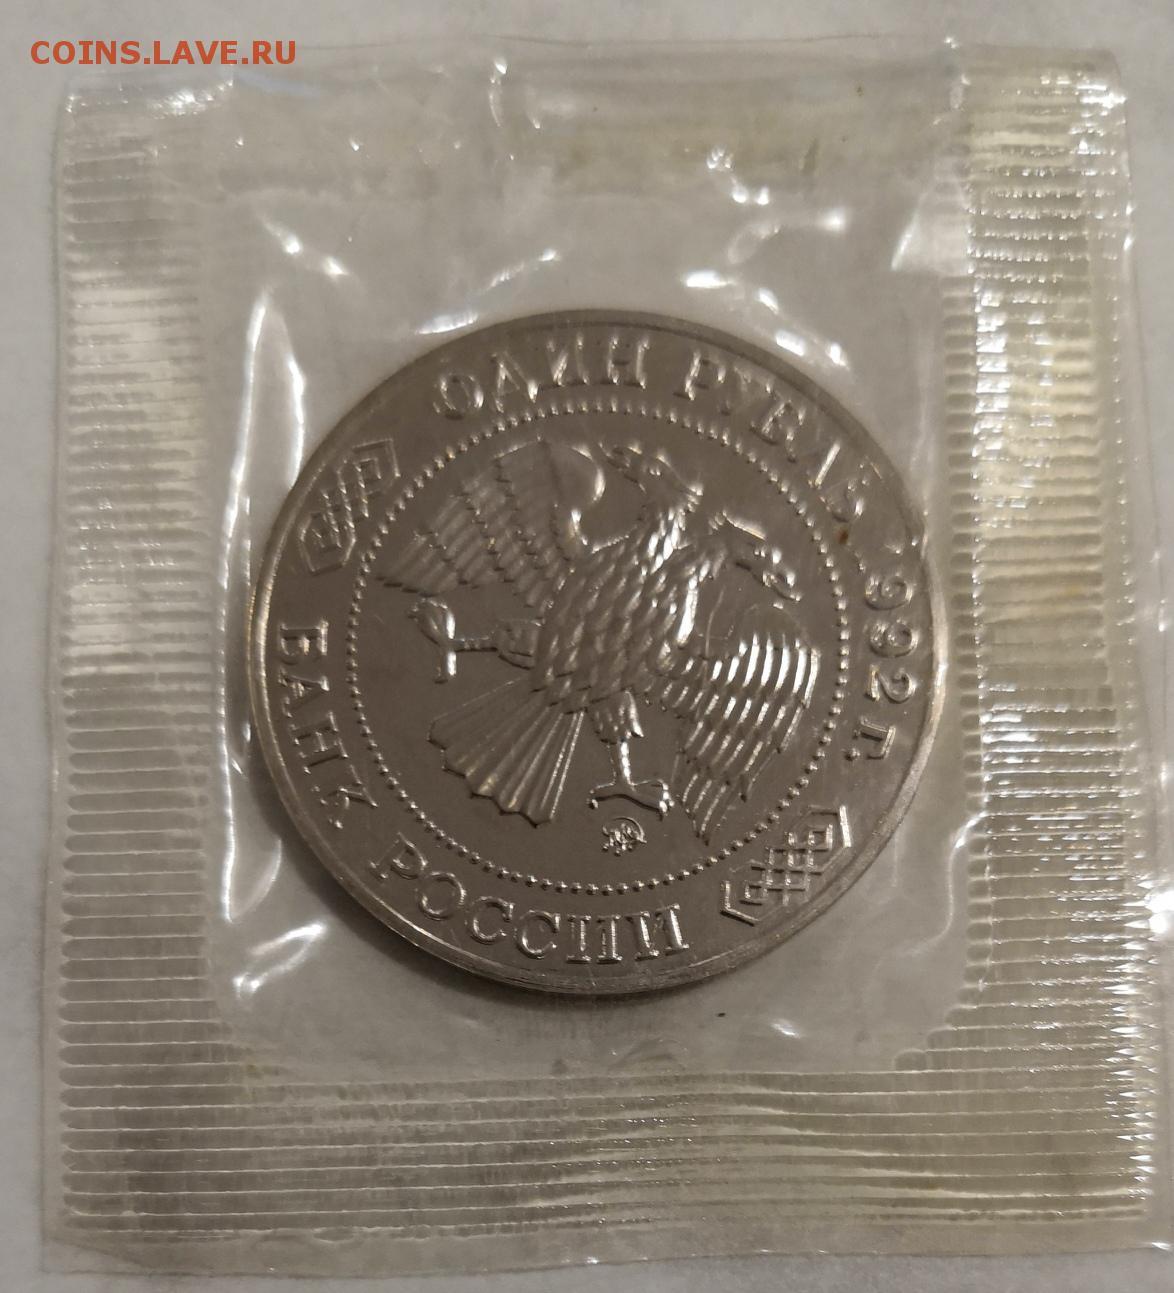 COINS.LAVE.RU
ОДИН РУБЛЬ 1992 г.
БАНК РОССИИ